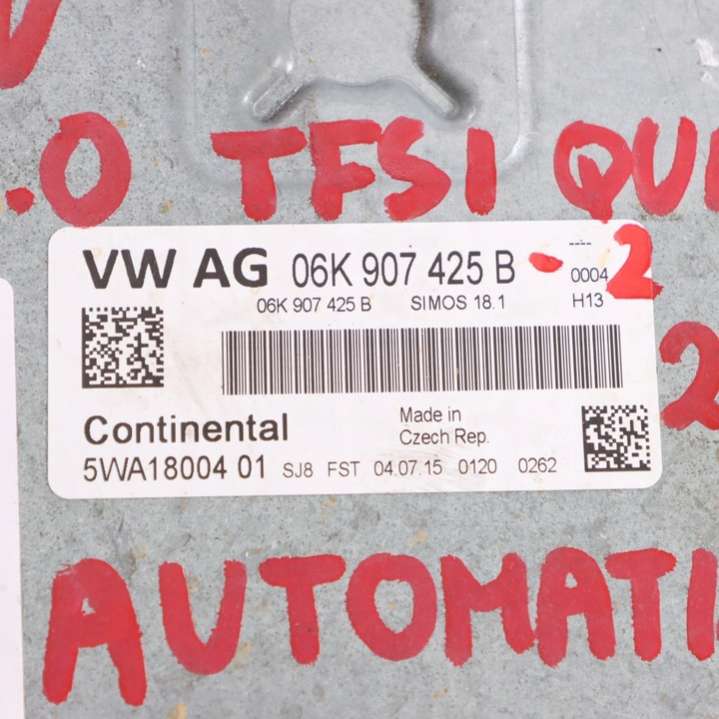 .0 TFSI QU
VW AG 06K 907 425 B - 2
----
0004
06K 907 425 B SIMOS 18.1 H13
2
Continental Made in
Czech Rep.
5WA18004 01 SJ8 FST 04.07.15 0120 0262
AUTOMATI